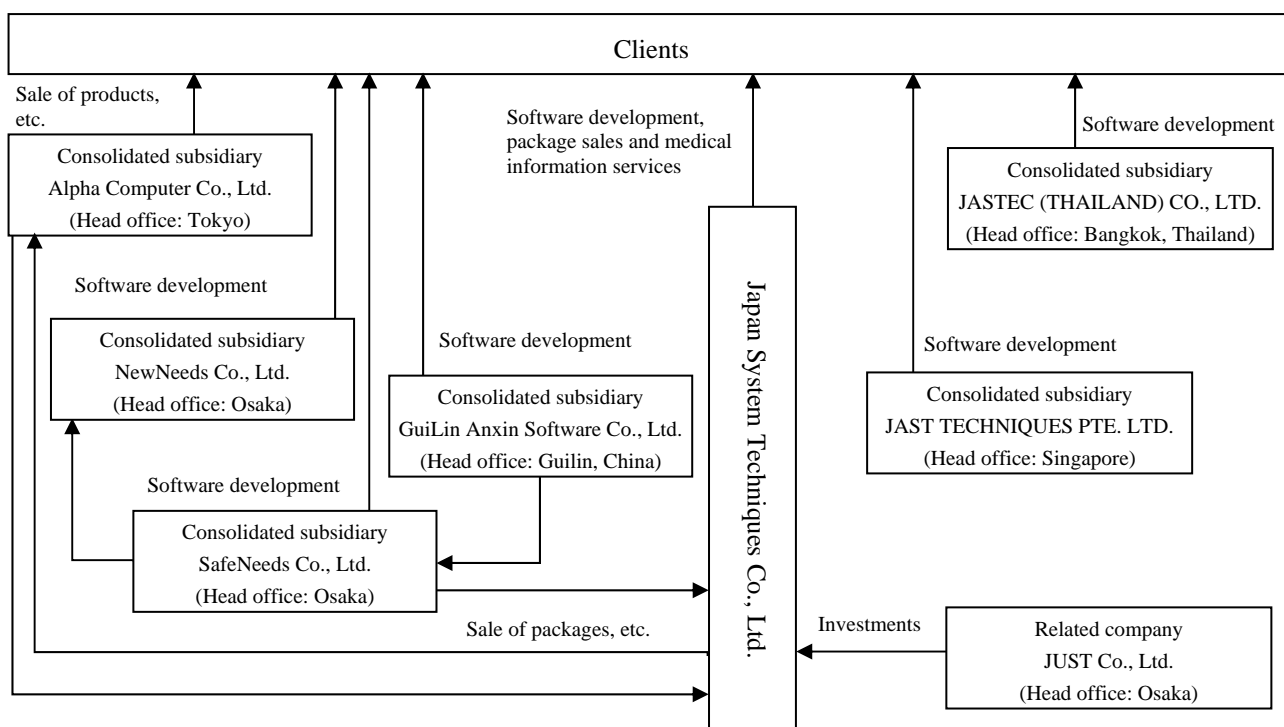 Clients
Sale of products,
etc.
Software development,
package sales and medical
information services
Software development
Consolidated subsidiary
Alpha Computer Co., Ltd.
(Head office: Tokyo)
Consolidated subsidiary
JASTEC (THAILAND) CO., LTD.
(Head office: Bangkok, Thailand)
Software development
Consolidated subsidiary
NewNeeds Co., Ltd.
(Head office: Osaka)
Software development
Consolidated subsidiary
GuiLin Anxin Software Co., Ltd.
(Head office: Guilin, China)
Japan System Techniques Co., Ltd.
Software development
Consolidated subsidiary
JAST TECHNIQUES PTE. LTD.
(Head office: Singapore)
Software development
Consolidated subsidiary
SafeNeeds Co., Ltd.
(Head office: Osaka)
Sale of packages, etc.
Investments
Related company
JUST Co., Ltd.
(Head office: Osaka)